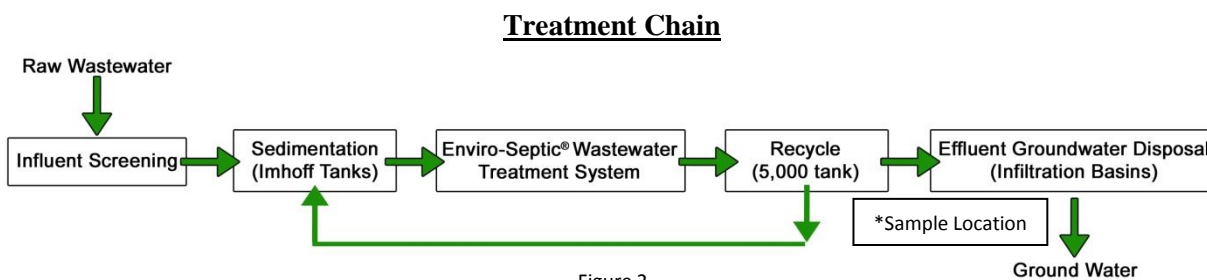 Treatment Chain
Raw Wastewater
Influent Screening
Sedimentation
(Imhoff Tanks)
Enviro-Septic® Wastewater
Treatment System
Recycle
(5,000 tank)
Effluent Groundwater Disposal
(Infiltration Basins)
*Sample Location
Ground Water